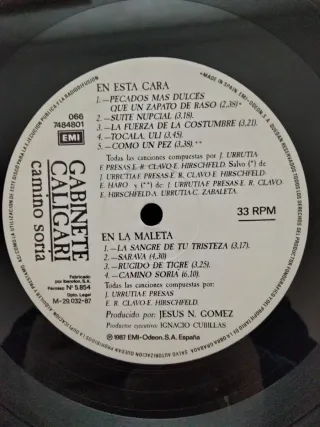 EN ESTA CARA
1.—PECADOS MAS DULCES
QUE UN ZAPATO DE RASO (2,38)*
2.—SUITE NUPCIAL (3.18)
3.—LA FUERZA DE LA COSTUMBRE (3.21).
4.—TOCALA, ULI (3.45)
5.—COMO UN PEZ (3.38).**
Todas las canciones compuestas por J. URRUTIA
F. PRESAS E. R. CLAVO-E. HIRSCHFELD. Salvo (*) de
J. URRUTIA-F. PRESAS-E. R. CLAVO-E. HIRSCHFELD.
E. HARO y (**) de J. URRUTIA-F. PRESAS-E. R. CLAVO-
E. HIRSCHFELD-A. URRUTIA-C. ZABALETA.
066
7484801
EMI
GABINETE
CALIGARI
camino soria
33 RPM
EN LA MALETA
1.—LA SANGRE DE TU TRISTEZA (3.17).
2.—SARAVA (4,30)
3.—RUGIDO DE TIGRE (3.25).
4.—CAMINO SORIA (6.10).
Todas las canciones compuestas por
J. URRUTIA-F. PRESAS
E. R. CLAVO-E. HIRSCHFELD.
Producido por: JESUS N. GOMEZ
Productor ejecutivo: IGNACIO CUBILLAS
Fabricado
por Iberofon, S.A.
Fermoso Nº 5.854
Dpto. Legal
M-29.032-87
Ⓟ 1987 EMI-Odeon, S.A. España
MADE IN SPAIN